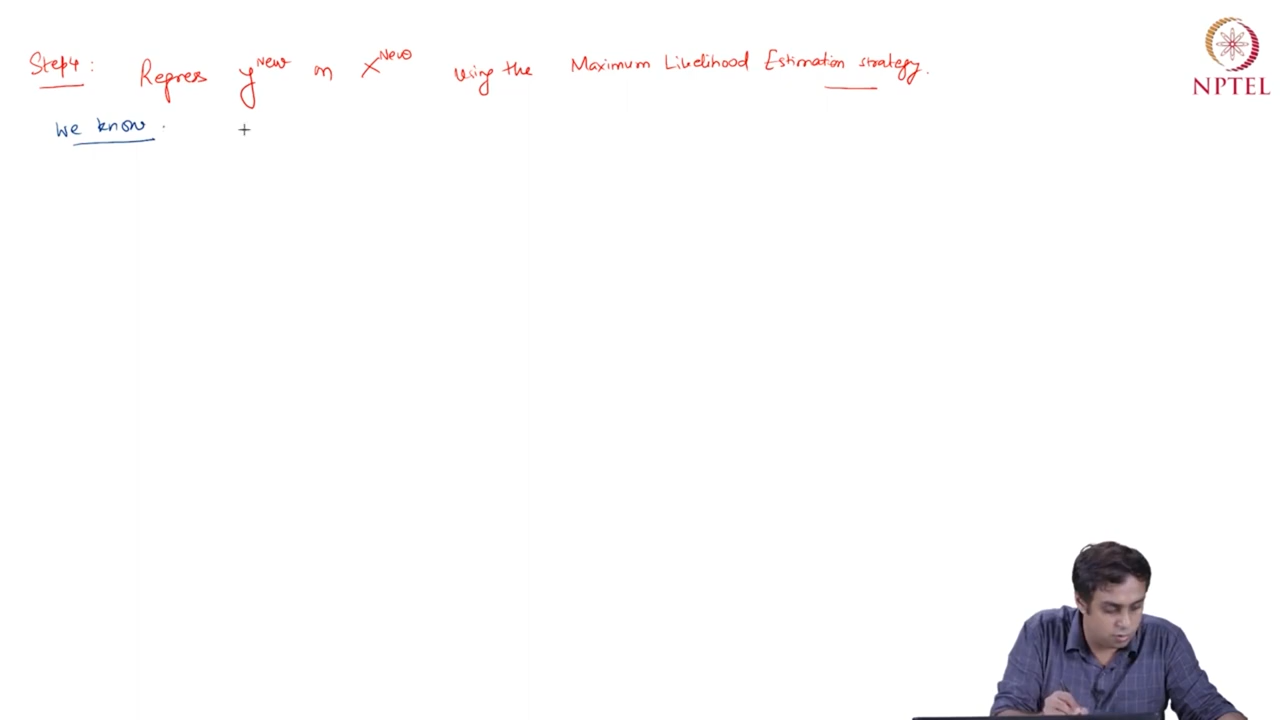 Step4: Regress y^New on X^New using the Maximum Likelihood Estimation strategy.
We know.
NPTEL